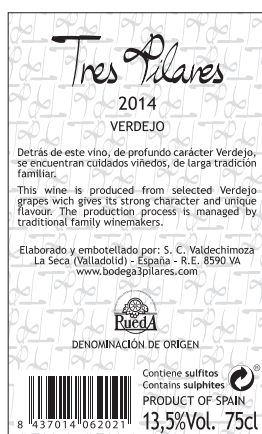 Tres Pilares
2014
VERDEJO
Detrás de este vino, de profundo carácter Verdejo,
se encuentran cuidados viñedos, de larga tradición
familiar.
This wine is produced from selected Verdejo
grapes wich gives its strong character and unique
flavour. The production process is managed by
traditional family winemakers.
Elaborado y embotellado por: S. C. Valdechimoza
La Seca (Valladolid) - España - R.E. 8590 VA
www.bodega3pilares.com
RUEDA
DENOMINACIÓN DE ORIGEN
Contiene sulfitos
Contains sulphites
®
PRODUCT OF SPAIN
13,5%Vol. 75cl
8 437014 062021